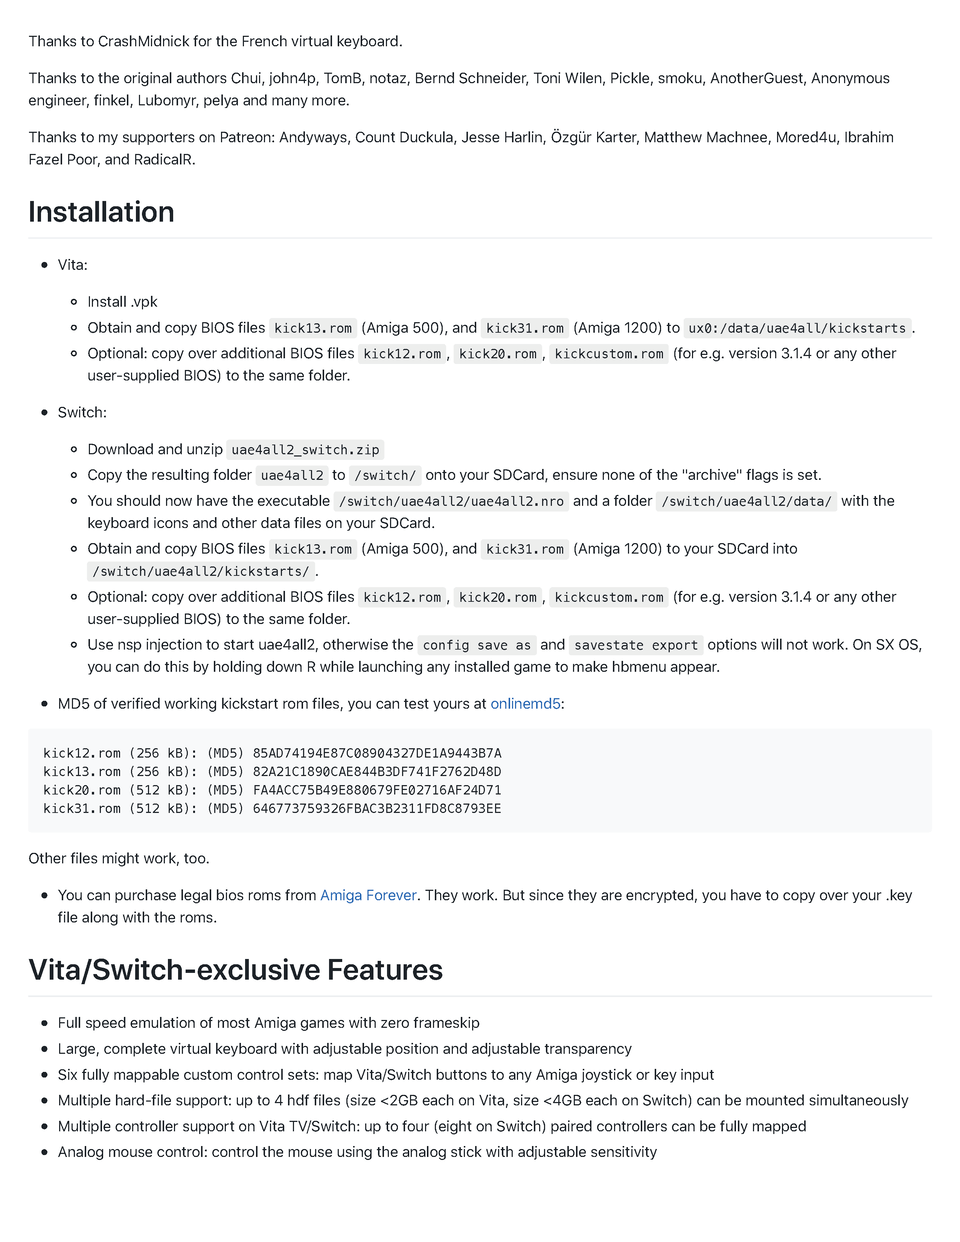 Thanks to CrashMidnick for the French virtual keyboard.
Thanks to the original authors Chui, john4p, TomB, notaz, Bernd Schneider, Toni Wilen, Pickle, smoku, AnotherGuest, Anonymous
engineer, finkel, Lubomyr, pelya and many more.
Thanks to my supporters on Patreon: Andyways, Count Duckula, Jesse Harlin, Özgür Karter, Matthew Machnee, Mored4u, Ibrahim
Fazel Poor, and RadicalR.
Installation
• Vita:
◦ Install .vpk
◦ Obtain and copy BIOS files kick13.rom (Amiga 500), and kick31.rom (Amiga 1200) to ux0:/data/uae4all/kickstarts .
◦ Optional: copy over additional BIOS files kick12.rom , kick20.rom , kickcustom.rom (for e.g. version 3.1.4 or any other
user-supplied BIOS) to the same folder.
• Switch:
◦ Download and unzip uae4all2_switch.zip
◦ Copy the resulting folder uae4all2 to /switch/ onto your SDCard, ensure none of the "archive" flags is set.
◦ You should now have the executable /switch/uae4all2/uae4all2.nro and a folder /switch/uae4all2/data/ with the
keyboard icons and other data files on your SDCard.
◦ Obtain and copy BIOS files kick13.rom (Amiga 500), and kick31.rom (Amiga 1200) to your SDCard into
/switch/uae4all2/kickstarts/ .
◦ Optional: copy over additional BIOS files kick12.rom , kick20.rom , kickcustom.rom (for e.g. version 3.1.4 or any other
user-supplied BIOS) to the same folder.
◦ Use nsp injection to start uae4all2, otherwise the config save as and savestate export options will not work. On SX OS,
you can do this by holding down R while launching any installed game to make hbmenu appear.
• MD5 of verified working kickstart rom files, you can test yours at onlinemd5:
kick12.rom (256 kB): (MD5) 85AD74194E87C08904327DE1A9443B7A
kick13.rom (256 kB): (MD5) 82A21C1890CAE844B3DF741F2762D48D
kick20.rom (512 kB): (MD5) FA4ACC75B49E880679FE02716AF24D71
kick31.rom (512 kB): (MD5) 646773759326FBAC3B2311FD8C8793EE
Other files might work, too.
• You can purchase legal bios roms from Amiga Forever. They work. But since they are encrypted, you have to copy over your .key
file along with the roms.
Vita/Switch-exclusive Features
• Full speed emulation of most Amiga games with zero frameskip
• Large, complete virtual keyboard with adjustable position and adjustable transparency
• Six fully mappable custom control sets: map Vita/Switch buttons to any Amiga joystick or key input
• Multiple hard-file support: up to 4 hdf files (size <2GB each on Vita, size <4GB each on Switch) can be mounted simultaneously
• Multiple controller support on Vita TV/Switch: up to four (eight on Switch) paired controllers can be fully mapped
• Analog mouse control: control the mouse using the analog stick with adjustable sensitivity